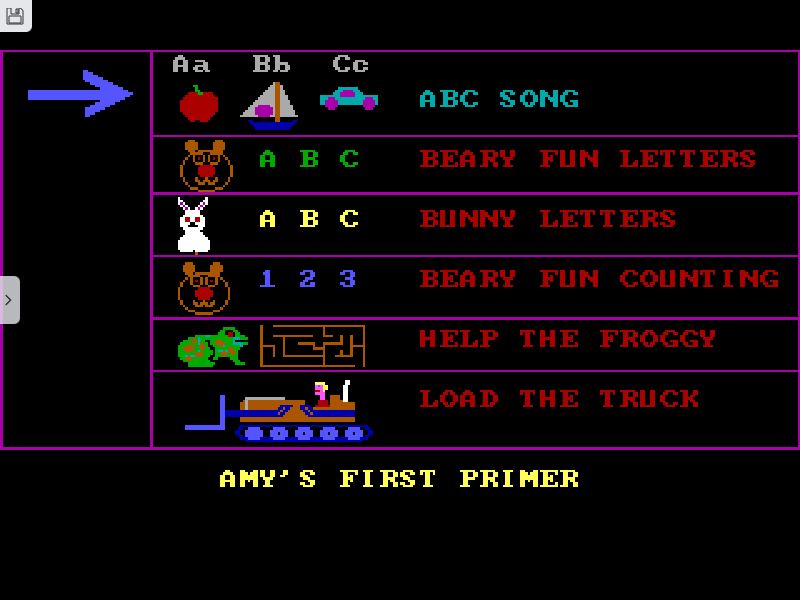 Aa Bb Cc
ABC SONG
A B C BEARY FUN LETTERS
A B C BUNNY LETTERS
1 2 3 BEARY FUN COUNTING
HELP THE FROGGY
LOAD THE TRUCK
AMY'S FIRST PRIMER